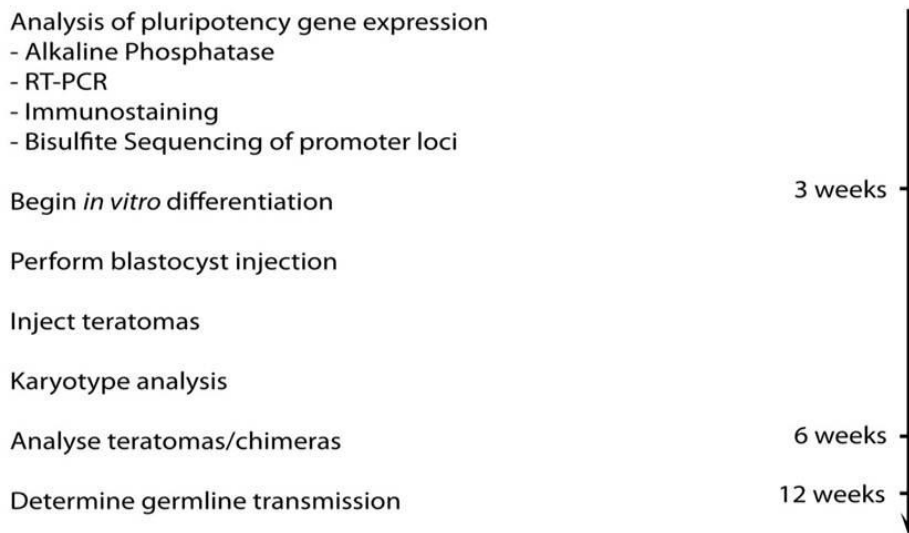 Analysis of pluripotency gene expression
- Alkaline Phosphatase
- RT-PCR
- Immunostaining
- Bisulfite Sequencing of promoter loci
3 weeks
Begin in vitro differentiation
Perform blastocyst injection
Inject teratomas
Karyotype analysis
Analyse teratomas/chimeras
6 weeks
Determine germline transmission
12 weeks